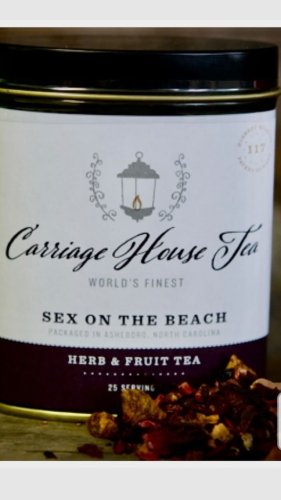 117
Carriage House Tea
WORLD'S FINEST
SEX ON THE BEACH
PACKAGED IN ASHEBORO, NORTH CAROLINA
HERB & FRUIT TEA
25 SERVING